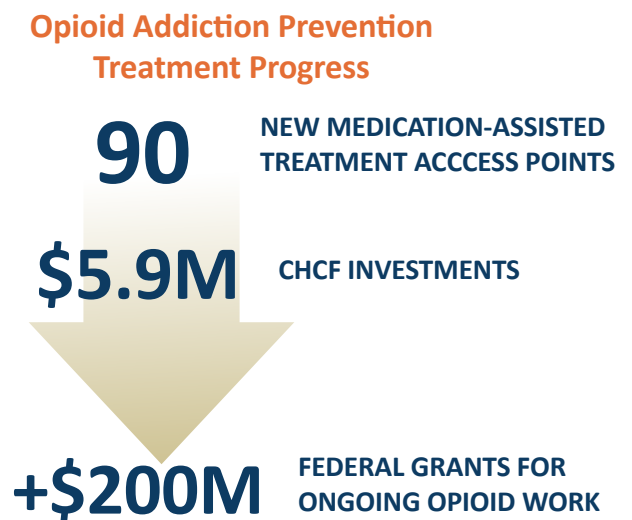 Opioid Addiction Prevention
Treatment Progress
90
NEW MEDICATION-ASSISTED
TREATMENT ACCCESS POINTS
$5.9M
CHCF INVESTMENTS
+$200M
FEDERAL GRANTS FOR
ONGOING OPIOID WORK